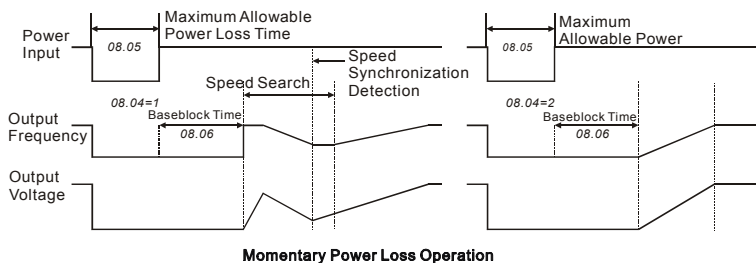 Power
Input
Maximum Allowable
Power Loss Time
08.05
Speed
Synchronization
Detection
Speed Search
Maximum
Allowable Power
08.05
Output
Frequency
08.04=1
Baseblock Time
08.06
08.04=2
Baseblock Time
08.06
Output
Voltage
Momentary Power Loss Operation